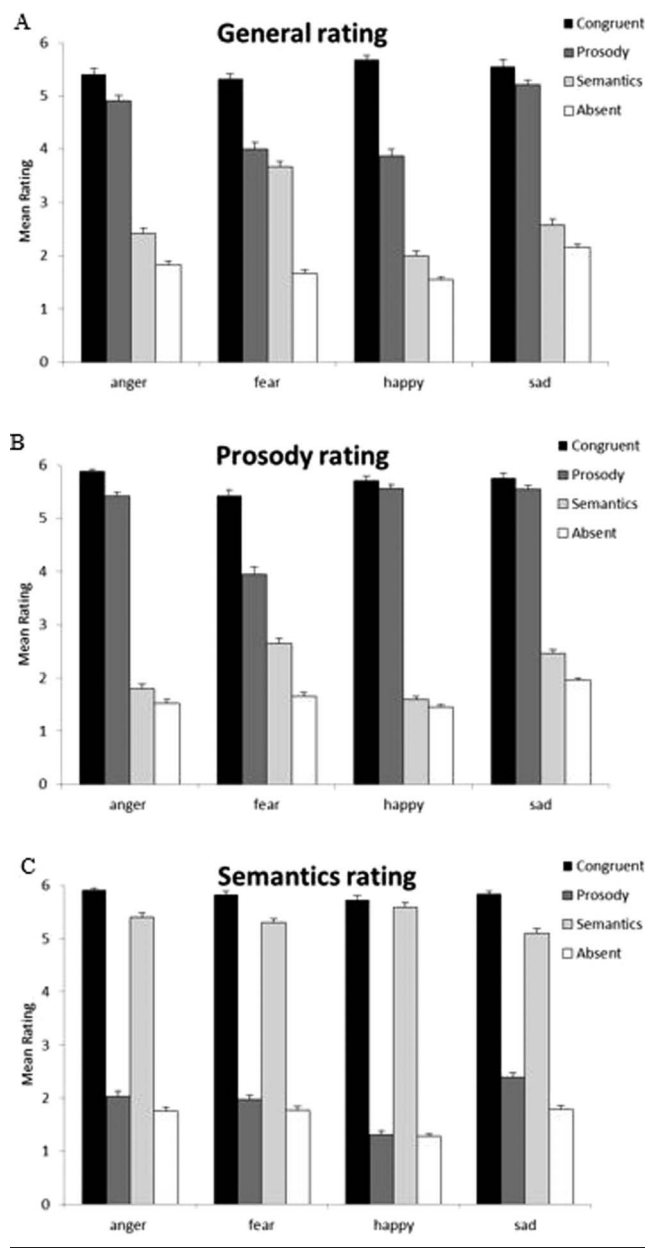 A
General rating
Congruent
Prosody
Semantics
Absent
Mean Rating
6
5
4
3
2
1
0
anger fear happy sad
B
Prosody rating
Congruent
Prosody
Semantics
Absent
Mean Rating
6
5
4
3
2
1
0
anger fear happy sad
C
Semantics rating
Congruent
Prosody
Semantics
Absent
Mean Rating
6
5
4
3
2
1
0
anger fear happy sad